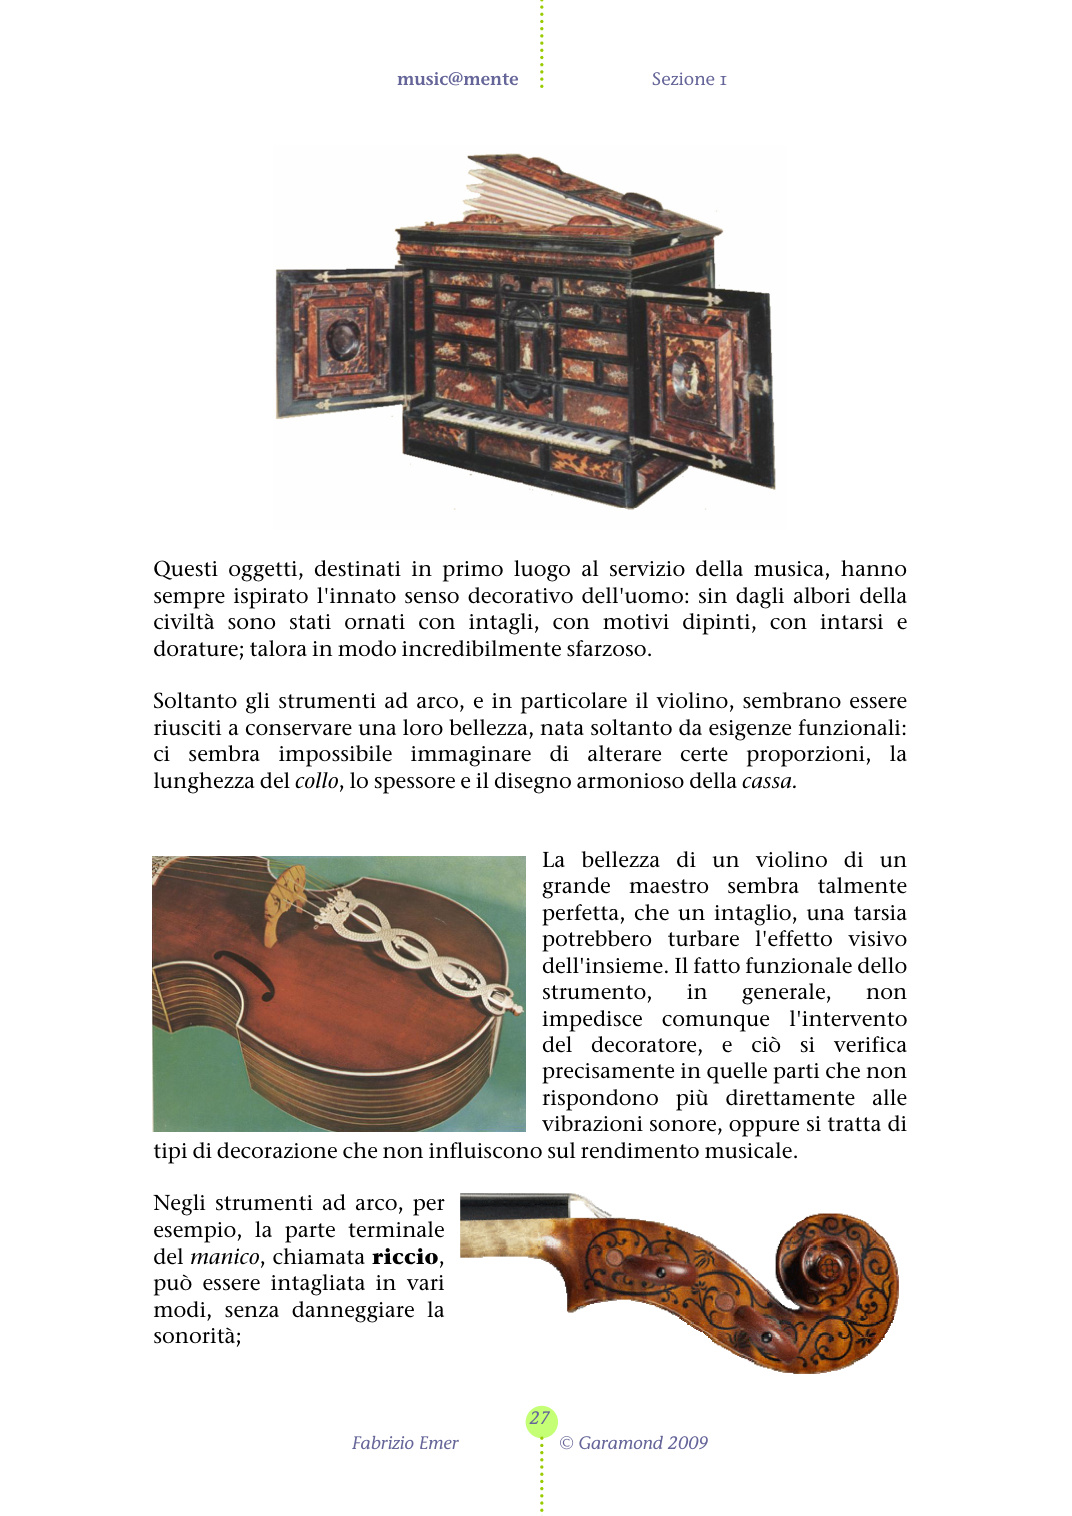 music@mente
Sezione 1
Questi oggetti, destinati in primo luogo al servizio della musica, hanno
sempre ispirato l'innato senso decorativo dell'uomo: sin dagli albori della
civiltà sono stati ornati con intagli, con motivi dipinti, con intarsi e
dorature; talora in modo incredibilmente sfarzoso.
Soltanto gli strumenti ad arco, e in particolare il violino, sembrano essere
riusciti a conservare una loro bellezza, nata soltanto da esigenze funzionali:
ci sembra impossibile immaginare di alterare certe proporzioni, la
lunghezza del collo, lo spessore e il disegno armonioso della cassa.
La bellezza di un violino di un
grande maestro sembra talmente
perfetta, che un intaglio, una tarsia
potrebbero turbare l'effetto visivo
dell'insieme. Il fatto funzionale dello
strumento, in generale, non
impedisce comunque l'intervento
del decoratore, e ciò si verifica
precisamente in quelle parti che non
rispondono più direttamente alle
vibrazioni sonore, oppure si tratta di
tipi di decorazione che non influiscono sul rendimento musicale.
Negli strumenti ad arco, per
esempio, la parte terminale
del manico, chiamata riccio,
può essere intagliata in vari
modi, senza danneggiare la
sonorità;
27
Fabrizio Emer
© Garamond 2009